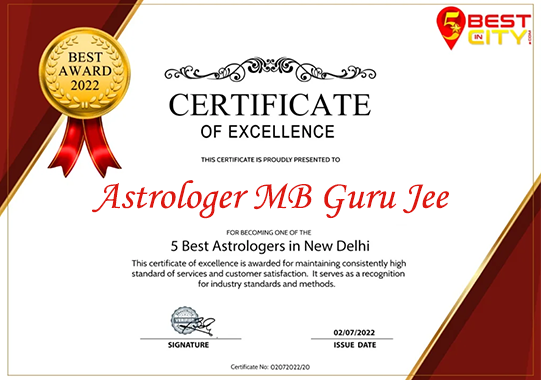 5 BEST
IN CITY
.COM
BEST
AWARD
2022
CERTIFICATE
OF EXCELLENCE
THIS CERTIFICATE IS PROUDLY PRESENTED TO
Astrologer MB Guru Jee
FOR BECOMING ONE OF THE
5 Best Astrologers in New Delhi
This certificate of excellence is awarded for maintaining consistently high
standard of services and customer satisfaction. It serves as a recognition
for industry standards and methods.
02/07/2022
SIGNATURE
ISSUE DATE
Certificate No: 02072022/20